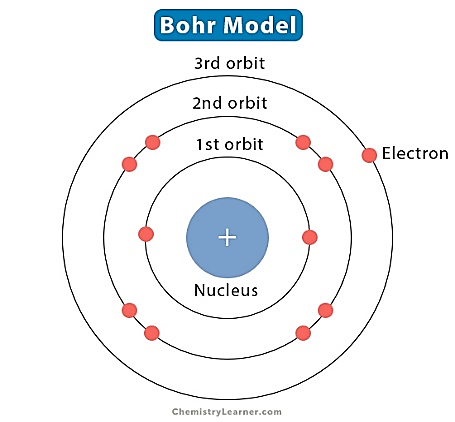 Bohr Model
3rd orbit
2nd orbit
1st orbit
Electron
+
Nucleus
ChemistryLearner.com